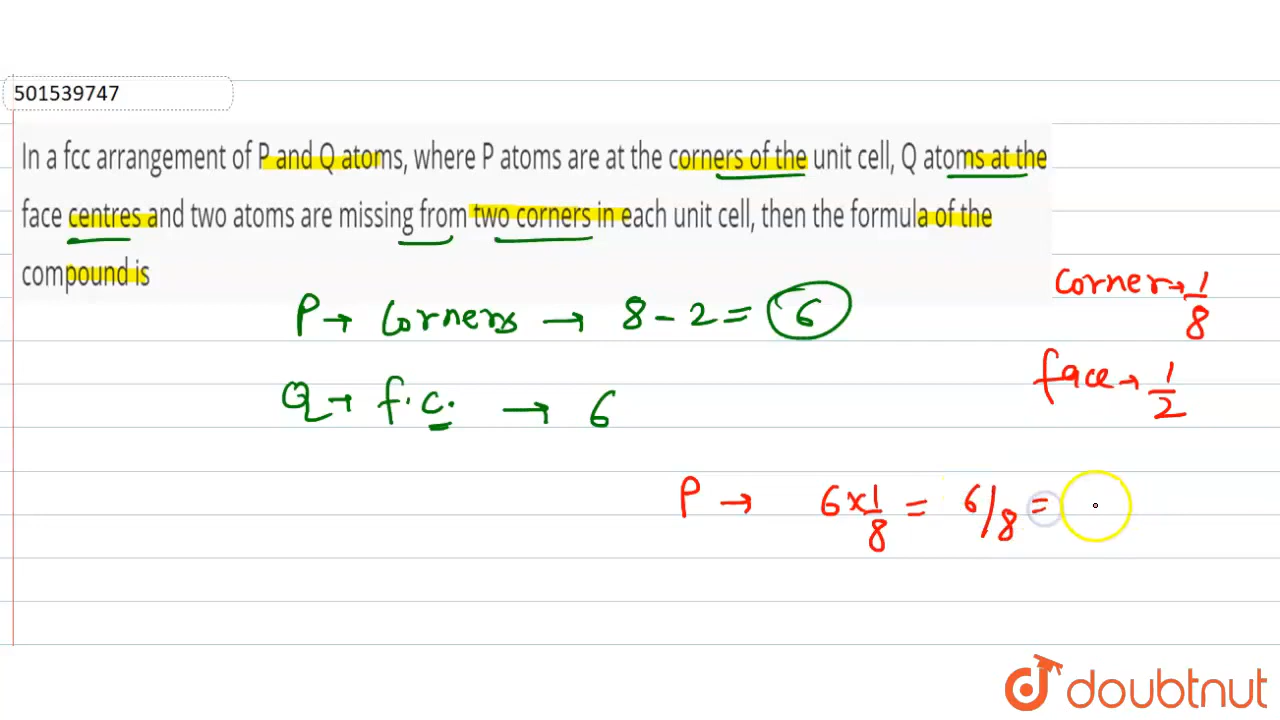 501539747
In a fcc arrangement of P and Q atoms, where P atoms are at the corners of the unit cell, Q atoms at the
face centres and two atoms are missing from two corners in each unit cell, then the formula of the
compound is
P → Corners → 8 - 2 = 6
Q → f.c. → 6
Corner → 1/8
face → 1/2
P → 6 x 1/8 = 6/8 =
doubtnut